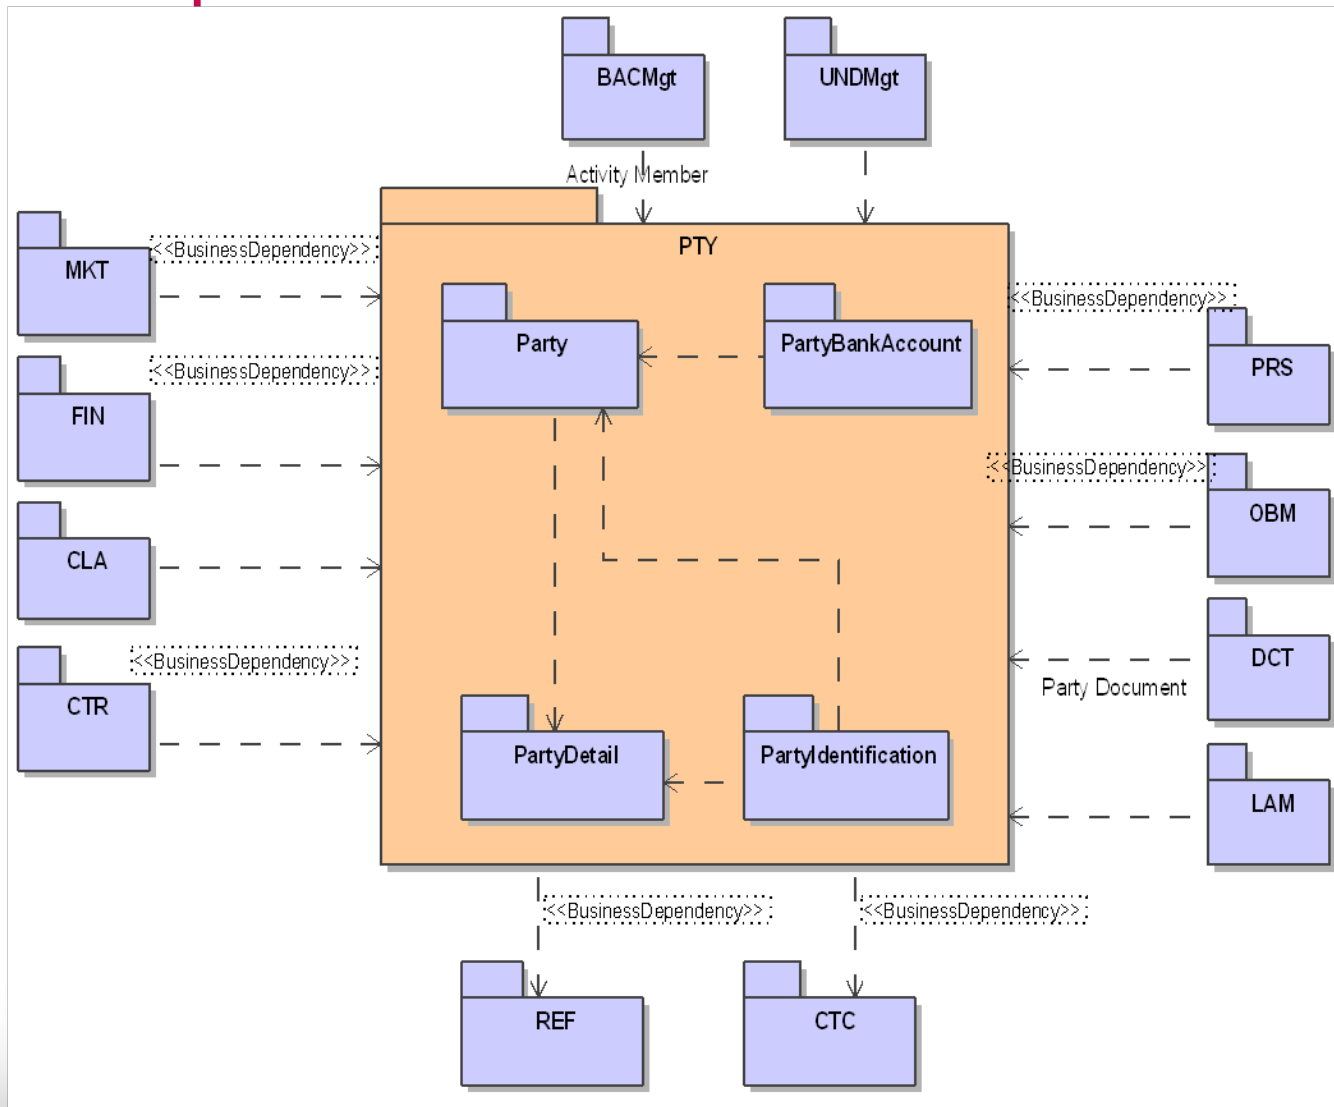 BACMgt
UNDMgt
Activity Member
PTY
MKT
<<BusinessDependency>>
<<BusinessDependency>>
Party
PartyBankAccount
PRS
<<BusinessDependency>>
FIN
<<BusinessDependency>>
OBM
CLA
<<BusinessDependency>>
DCT
Party Document
CTR
PartyDetail
PartyIdentification
LAM
<<BusinessDependency>>
<<BusinessDependency>>
REF
CTC